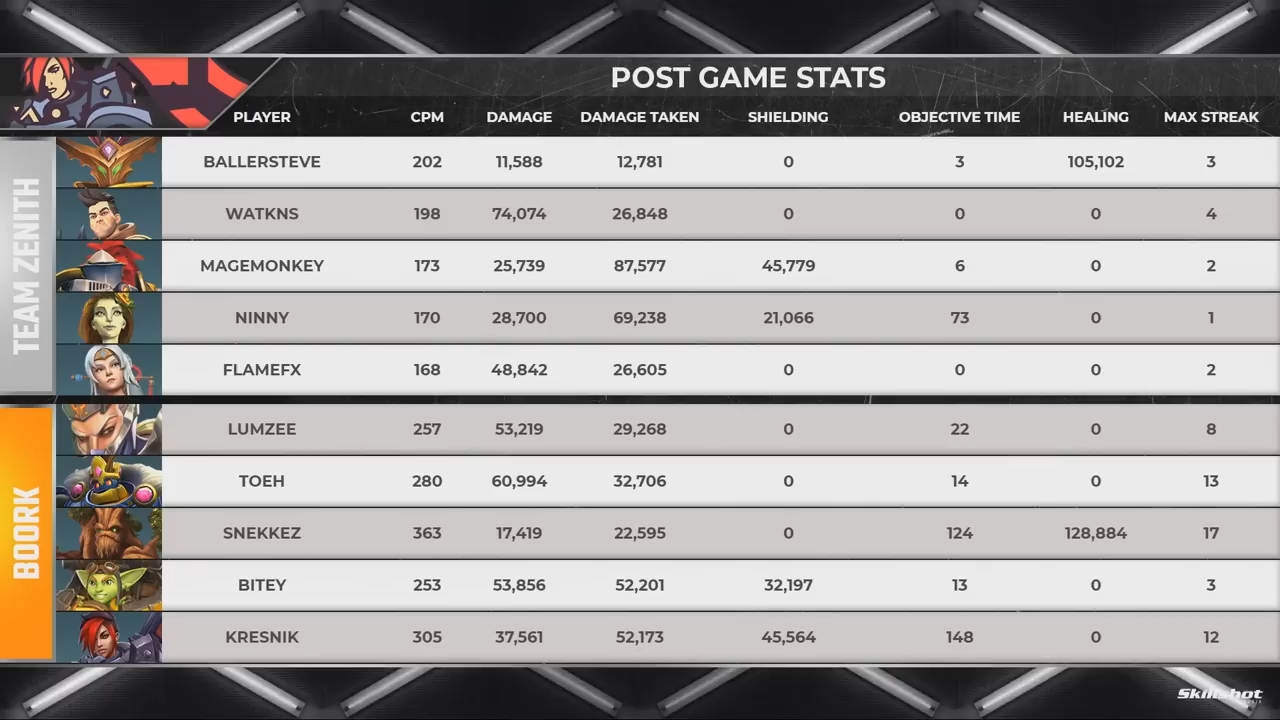 POST GAME STATS
PLAYER CPM DAMAGE DAMAGE TAKEN SHIELDING OBJECTIVE TIME HEALING MAX STREAK
TEAM ZENITH
BALLERSTEVE 202 11,588 12,781 0 3 105,102 3
WATKNS 198 74,074 26,848 0 0 0 4
MAGEMONKEY 173 25,739 87,577 45,779 6 0 2
NINNY 170 28,700 69,238 21,066 73 0 1
FLAMEFX 168 48,842 26,605 0 0 0 2
BOORK
LUMZEE 257 53,219 29,268 0 22 0 8
TOEH 280 60,994 32,706 0 14 0 13
SNEKKEZ 363 17,419 22,595 0 124 128,884 17
BITEY 253 53,856 52,201 32,197 13 0 3
KRESNIK 305 37,561 52,173 45,564 148 0 12
Skillshot